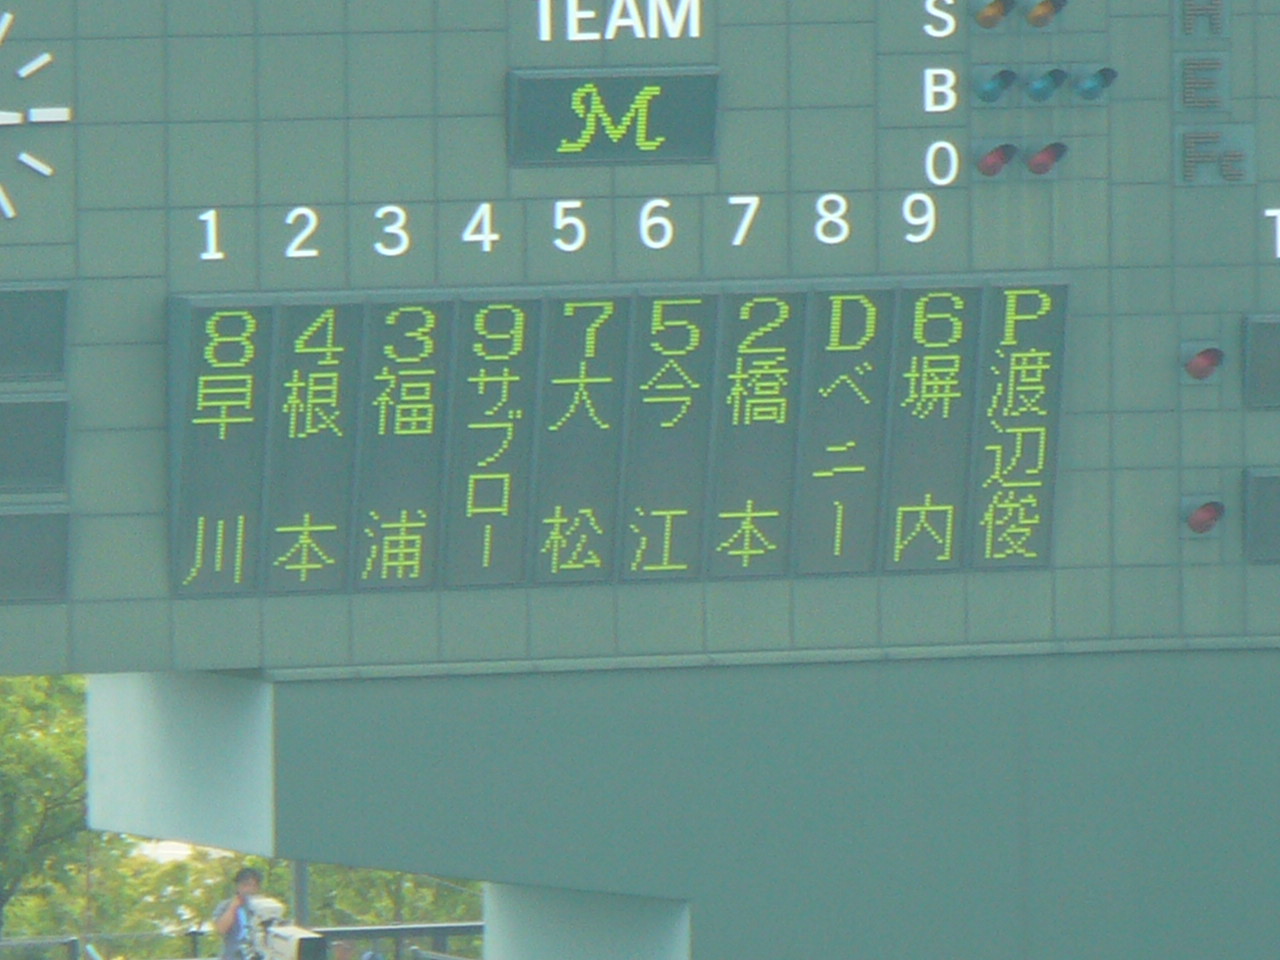 TEAM
M
S
B
O
H
E
Fc
1 2 3 4 5 6 7 8 9
8 早川
4 根本
3 福浦
9 サブロー
7 大松
5 今江
2 橋本
D ベニー
6 塀内
P 渡辺俊